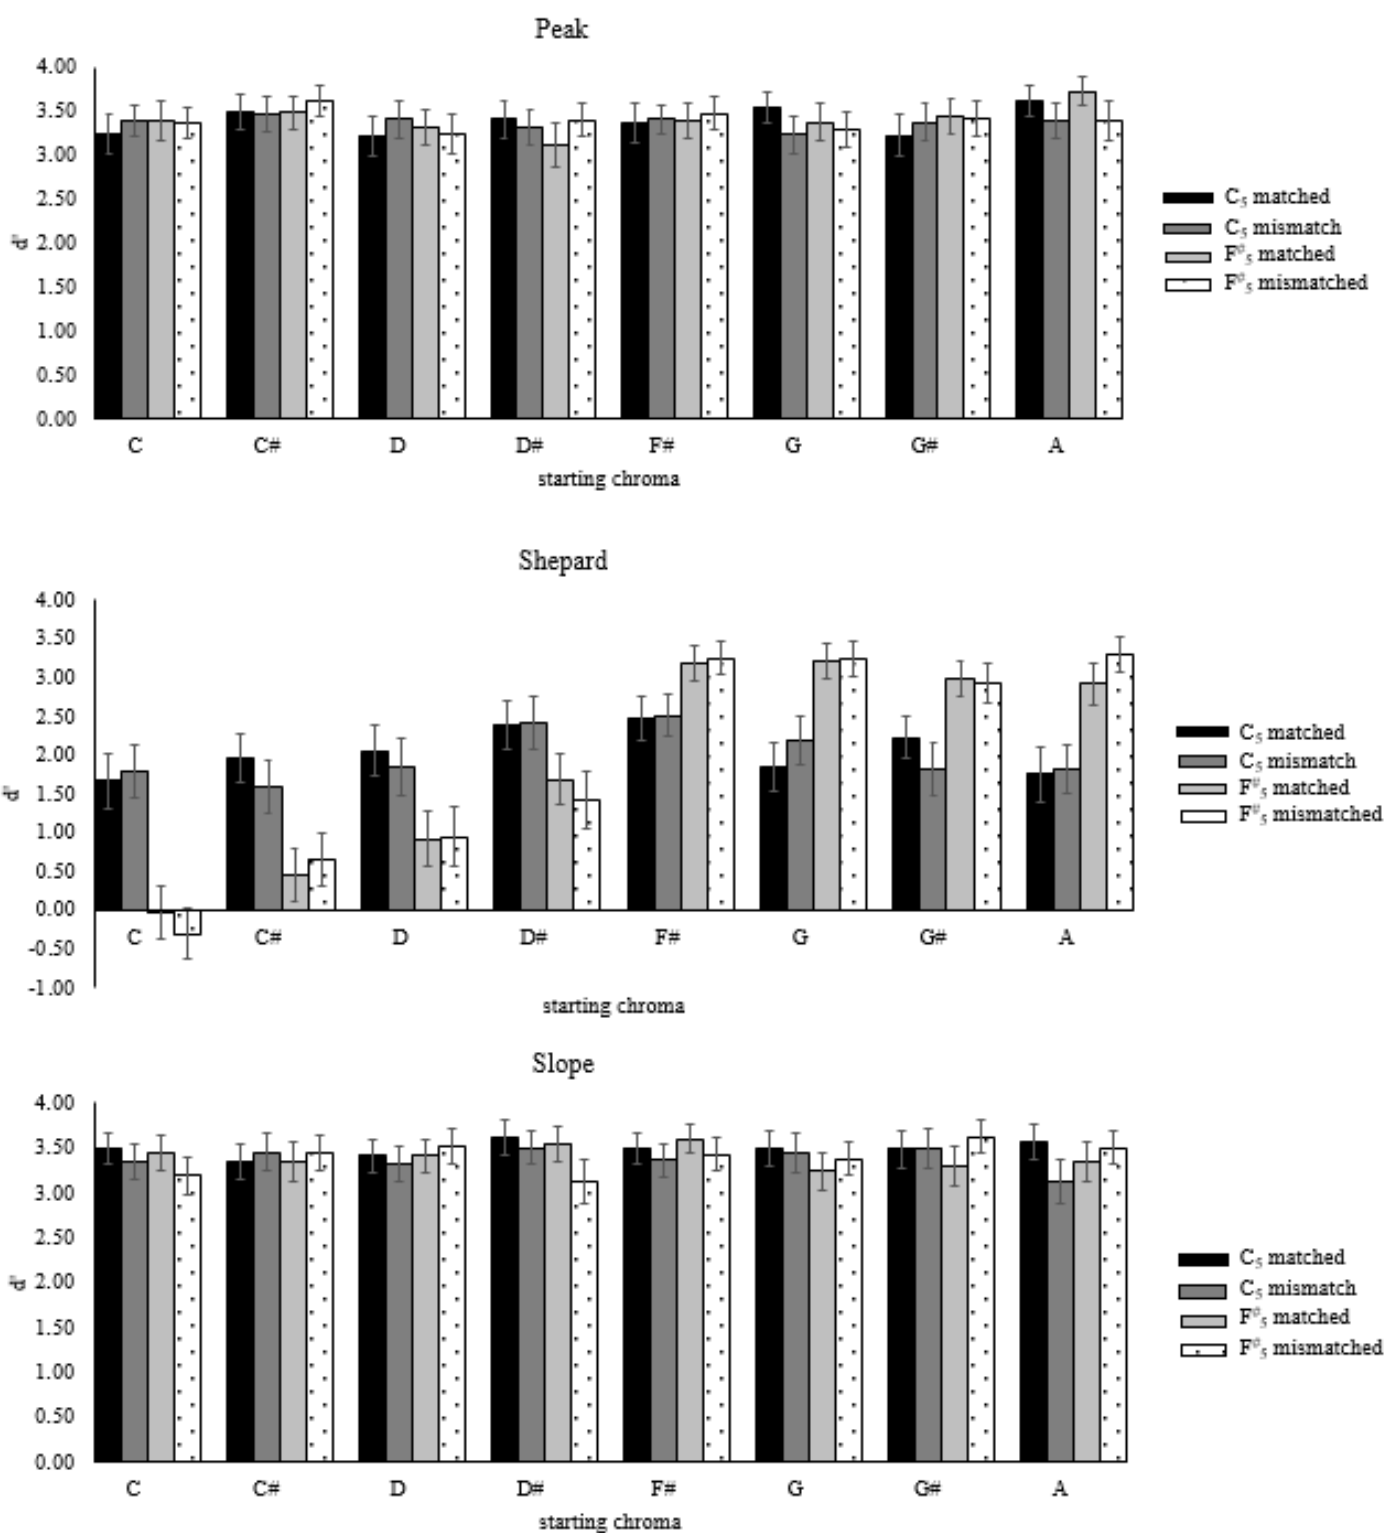 Peak
4.00
3.50
3.00
2.50
2.00
1.50
1.00
0.50
0.00
d'
C C# D D# F# G G# A
starting chroma
C₅ matched
C₅ mismatch
F#₅ matched
F#₅ mismatched
Shepard
4.00
3.50
3.00
2.50
2.00
1.50
1.00
0.50
0.00
-0.50
-1.00
d'
C C# D D# F# G G# A
starting chroma
C₅ matched
C₅ mismatch
F#₅ matched
F#₅ mismatched
Slope
4.00
3.50
3.00
2.50
2.00
1.50
1.00
0.50
0.00
d'
C C# D D# F# G G# A
starting chroma
C₅ matched
C₅ mismatch
F#₅ matched
F#₅ mismatched